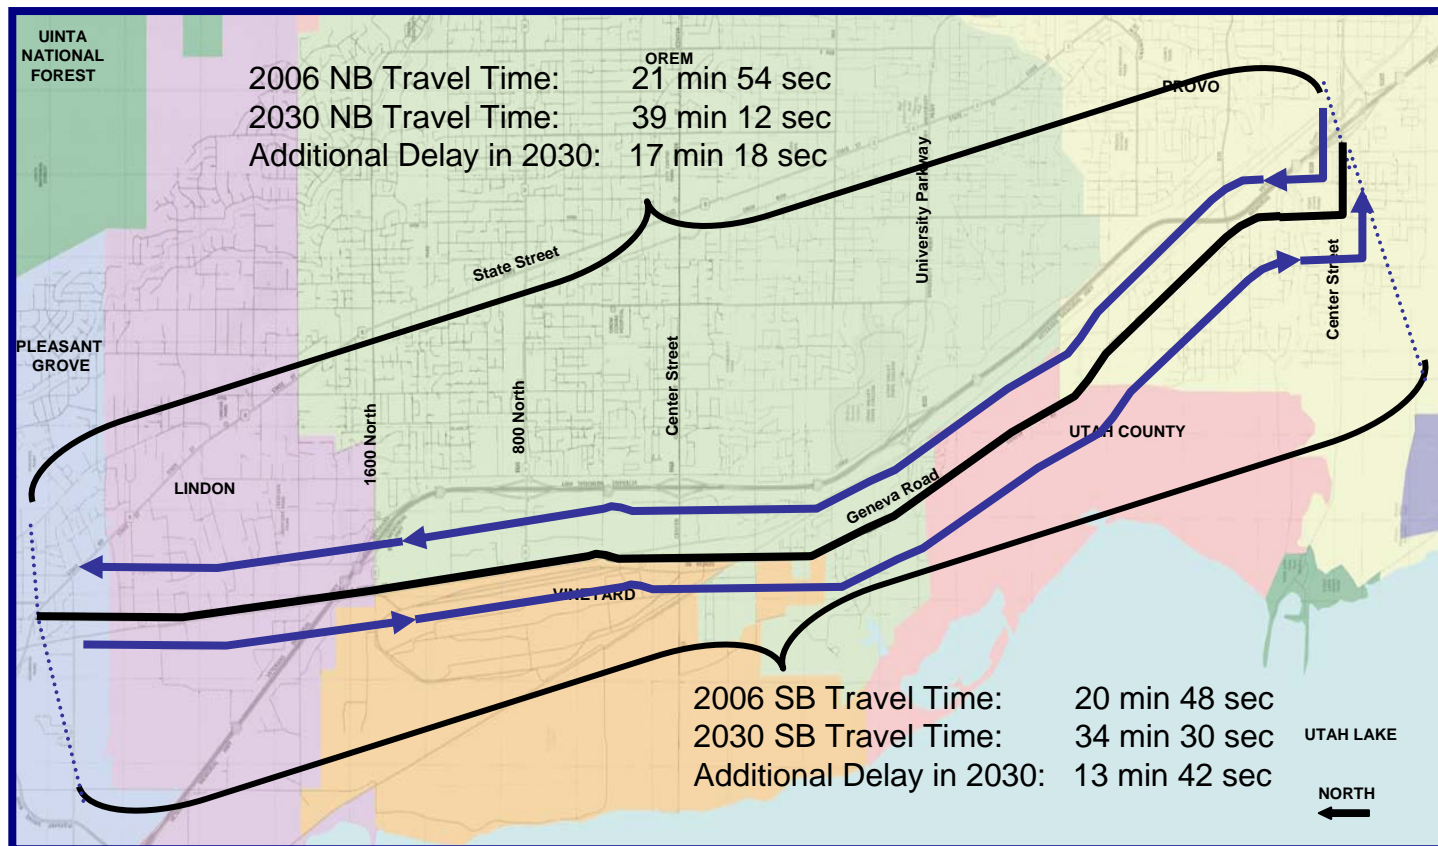 UINTA
NATIONAL
FOREST
OREM
PROVO
2006 NB Travel Time: 21 min 54 sec
2030 NB Travel Time: 39 min 12 sec
Additional Delay in 2030: 17 min 18 sec
University Parkway
State Street
Center Street
PLEASANT
GROVE
1600 North
800 North
Center Street
UTAH COUNTY
LINDON
Geneva Road
VINEYARD
2006 SB Travel Time: 20 min 48 sec
2030 SB Travel Time: 34 min 30 sec
Additional Delay in 2030: 13 min 42 sec
UTAH LAKE
NORTH